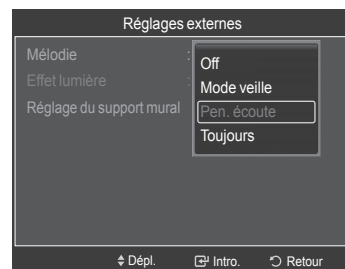 Réglages externes
Mélodie :
Effet lumière :
Réglage du support mural
Off
Mode veille
Pen. écoute
Toujours
Dépl. Intro. Retour